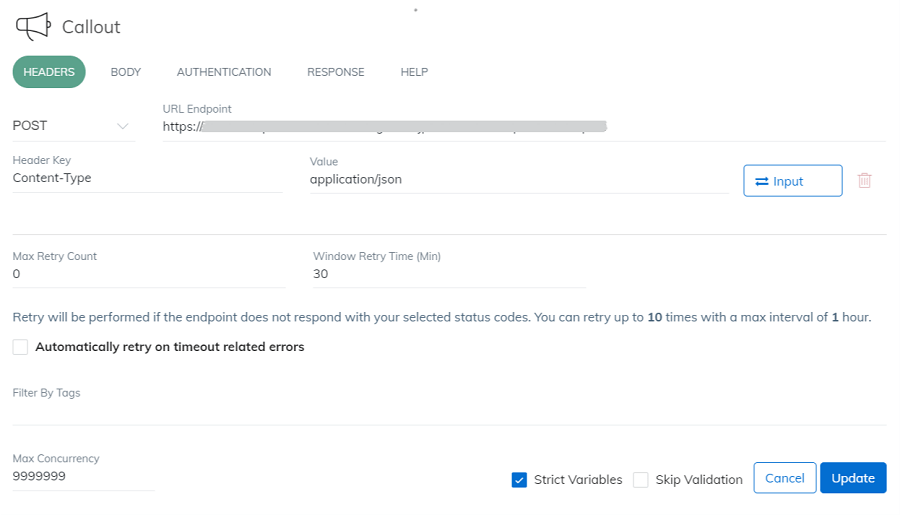 Callout
HEADERS BODY AUTHENTICATION RESPONSE HELP
URL Endpoint
POST https://
Header Key Value
Content-Type application/json Input
Max Retry Count Window Retry Time (Min)
0 30
Retry will be performed if the endpoint does not respond with your selected status codes. You can retry up to 10 times with a max interval of 1 hour.
Automatically retry on timeout related errors
Filter By Tags
Max Concurrency
9999999 Strict Variables Skip Validation Cancel Update